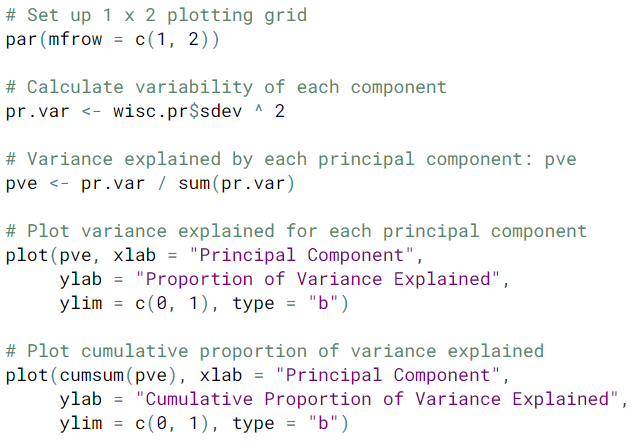 # Set up 1 x 2 plotting grid
par(mfrow = c(1, 2))
# Calculate variability of each component
pr.var <- wisc.pr$sdev ^ 2
# Variance explained by each principal component: pve
pve <- pr.var / sum(pr.var)
# Plot variance explained for each principal component
plot(pve, xlab = "Principal Component",
ylab = "Proportion of Variance Explained",
ylim = c(0, 1), type = "b")
# Plot cumulative proportion of variance explained
plot(cumsum(pve), xlab = "Principal Component",
ylab = "Cumulative Proportion of Variance Explained",
ylim = c(0, 1), type = "b")